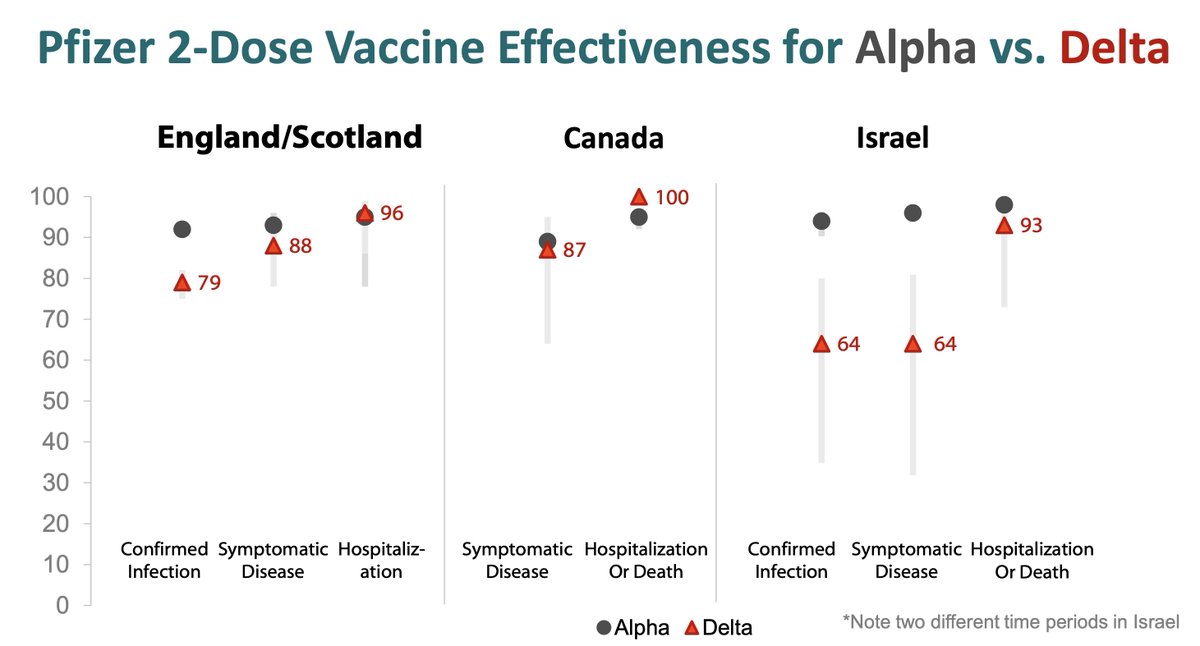 Pfizer 2-Dose Vaccine Effectiveness for Alpha vs. Delta
England/Scotland
Canada
Israel
100
90
80
70
60
50
40
30
20
10
0
79
88
96
87
100
64
64
93
Confirmed
Infection
Symptomatic
Disease
Hospitaliz-
ation
Symptomatic
Disease
Hospitalization
Or Death
Confirmed
Infection
Symptomatic
Disease
Hospitalization
Or Death
Alpha
Delta
*Note two different time periods in Israel